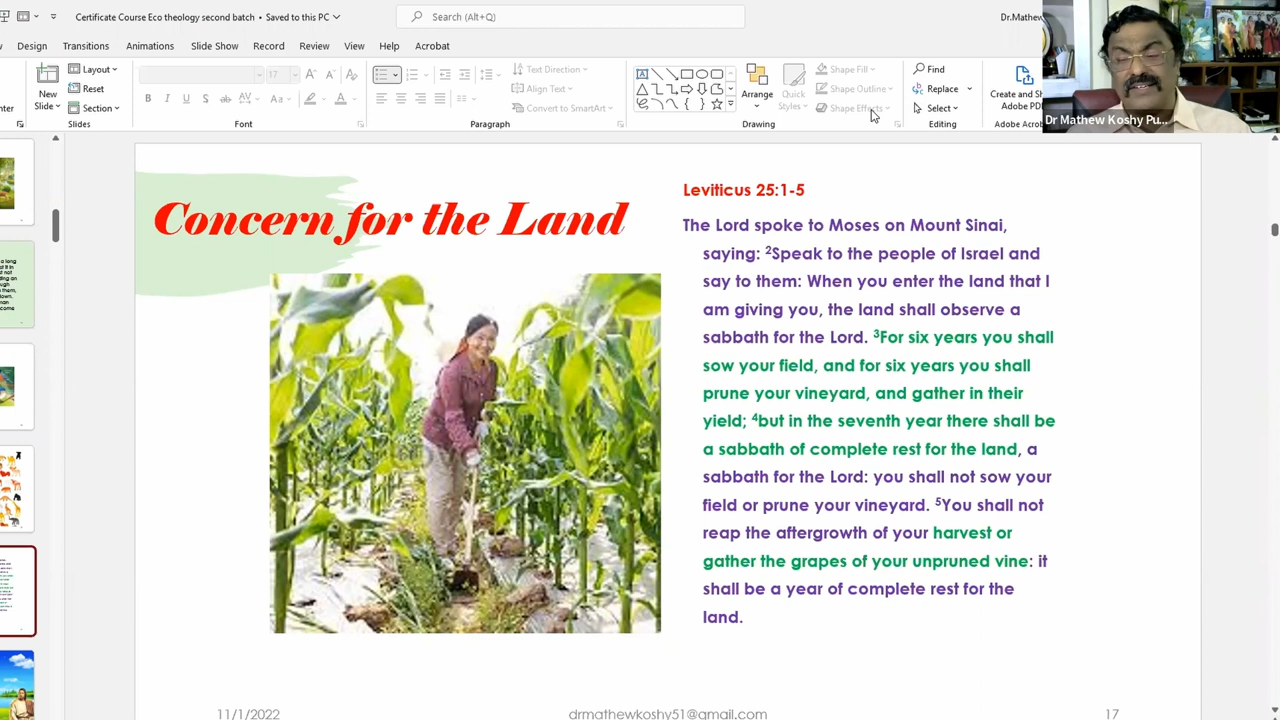 Certificate Course Eco theology second batch • Saved to this PC
Search (Alt+Q)
Dr.Mathew
Design Transitions Animations Slide Show Record Review View Help Acrobat
New
Slide
Layout
Reset
Section
Slides
17
B I U S ab AV Aa A
Font
Paragraph
Text Direction
Align Text
Convert to SmartArt
Arrange
Quick
Styles
Shape Fill
Shape Outline
Shape Effects
Drawing
Find
Replace
Select
Editing
Create and Sh
Adobe PD
Adobe Acro
Dr Mathew Koshy Pu...
Concern for the Land
Leviticus 25:1-5
The Lord spoke to Moses on Mount Sinai,
saying: ²Speak to the people of Israel and
say to them: When you enter the land that I
am giving you, the land shall observe a
sabbath for the Lord. ³For six years you shall
sow your field, and for six years you shall
prune your vineyard, and gather in their
yield; ⁴but in the seventh year there shall be
a sabbath of complete rest for the land, a
sabbath for the Lord: you shall not sow your
field or prune your vineyard. ⁵You shall not
reap the aftergrowth of your harvest or
gather the grapes of your unpruned vine: it
shall be a year of complete rest for the
land.
11/1/2022
drmathewkoshy51@gmail.com
17